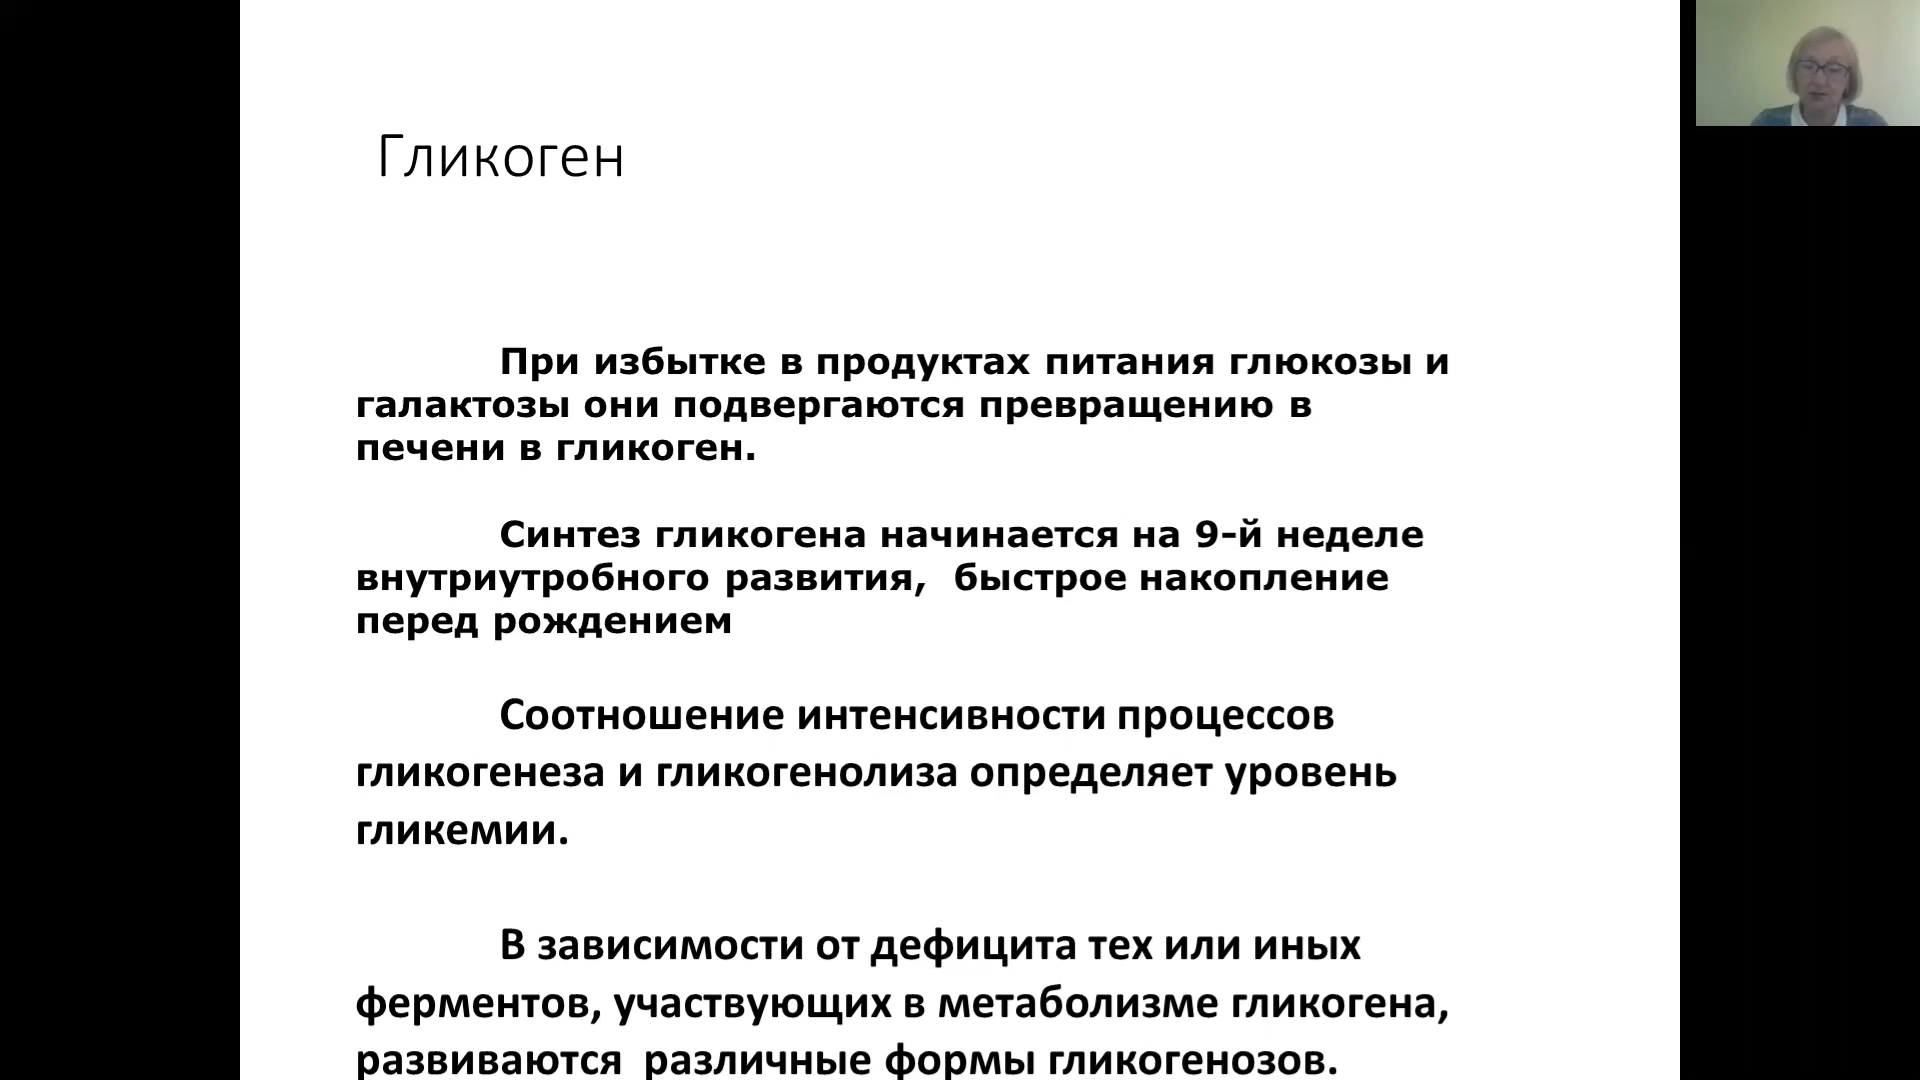 Гликоген
При избытке в продуктах питания глюкозы и
галактозы они подвергаются превращению в
печени в гликоген.
Синтез гликогена начинается на 9-й неделе
внутриутробного развития, быстрое накопление
перед рождением
Соотношение интенсивности процессов
гликогенеза и гликогенолиза определяет уровень
гликемии.
В зависимости от дефицита тех или иных
ферментов, участвующих в метаболизме гликогена,
развиваются различные формы гликогенозов.